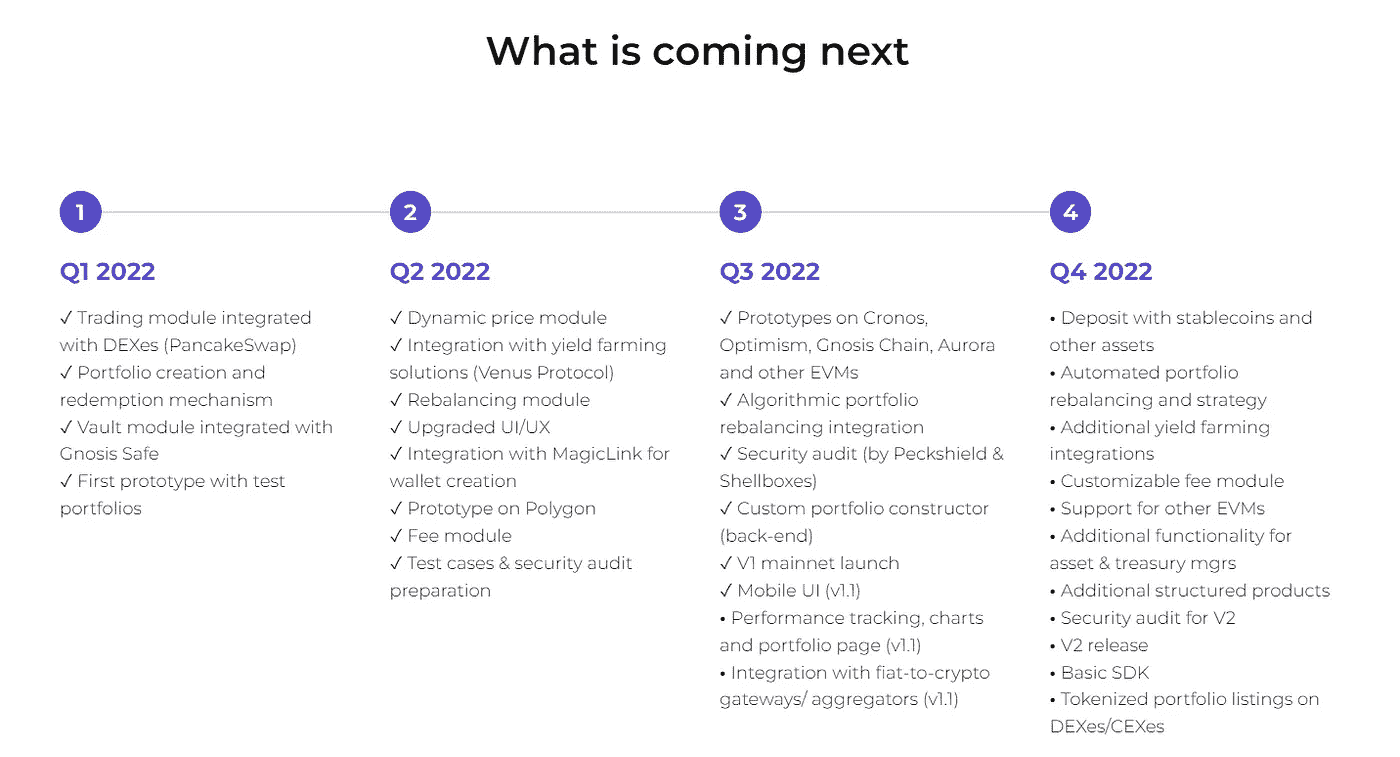 What is coming next
1
2
3
4
Q1 2022
✓ Trading module integrated
with DEXes (PancakeSwap)
✓ Portfolio creation and
redemption mechanism
✓ Vault module integrated with
Gnosis Safe
✓ First prototype with test
portfolios
Q2 2022
✓ Dynamic price module
✓ Integration with yield farming
solutions (Venus Protocol)
✓ Rebalancing module
✓ Upgraded UI/UX
✓ Integration with MagicLink for
wallet creation
✓ Prototype on Polygon
✓ Fee module
✓ Test cases & security audit
preparation
Q3 2022
✓ Prototypes on Cronos,
Optimism, Gnosis Chain, Aurora
and other EVMs
✓ Algorithmic portfolio
rebalancing integration
✓ Security audit (by Peckshield &
Shellboxes)
✓ Custom portfolio constructor
(back-end)
✓ V1 mainnet launch
✓ Mobile UI (v1.1)
• Performance tracking, charts
and portfolio page (v1.1)
• Integration with fiat-to-crypto
gateways/ aggregators (v1.1)
Q4 2022
• Deposit with stablecoins and
other assets
• Automated portfolio
rebalancing and strategy
• Additional yield farming
integrations
• Customizable fee module
• Support for other EVMs
• Additional functionality for
asset & treasury mgrs
• Additional structured products
• Security audit for V2
• V2 release
• Basic SDK
• Tokenized portfolio listings on
DEXes/CEXes